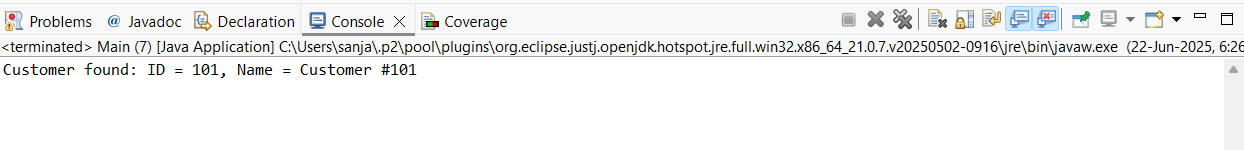 Problems @ Javadoc Declaration Console Coverage
<terminated> Main (7) [Java Application] C:\Users\sanja\.p2\pool\plugins\org.eclipse.justj.openjdk.hotspot.jre.full.win32.x86_64_21.0.7.v20250502-0916\jre\bin\javaw.exe (22-Jun-2025, 6:26
Customer found: ID = 101, Name = Customer #101